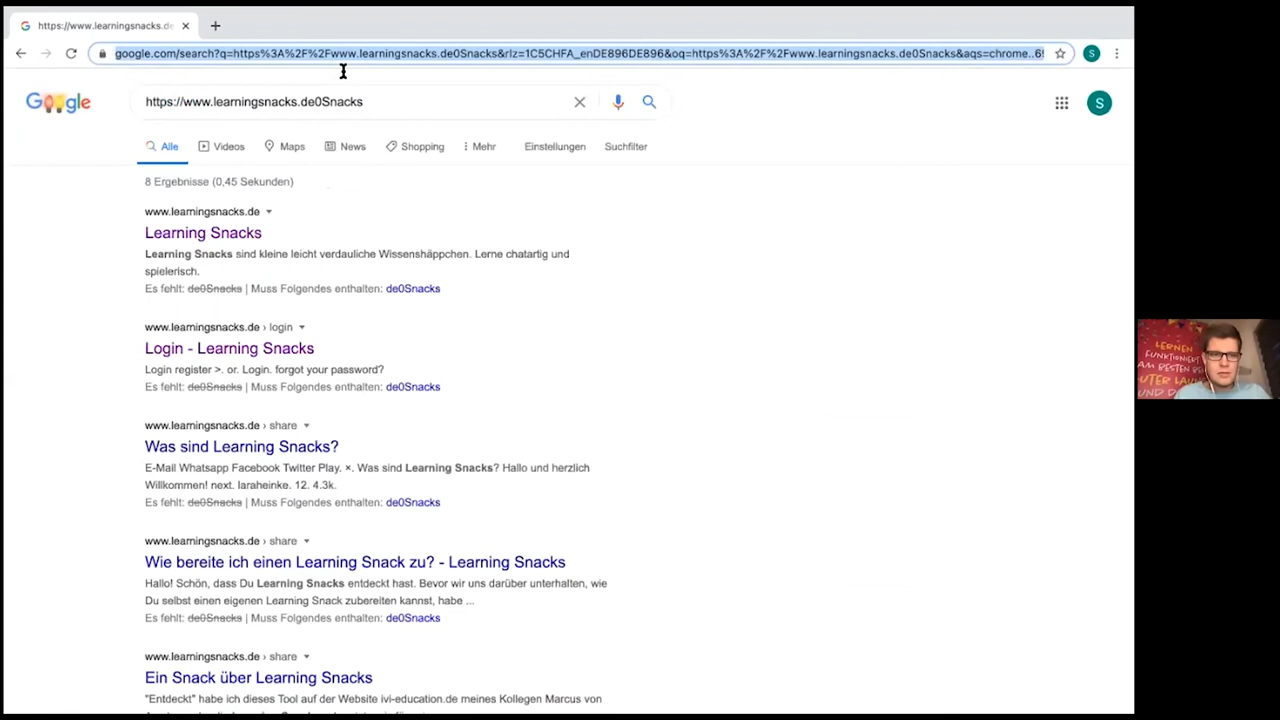 https://www.learningsnacks.de
google.com/search?q=https%3A%2F%2Fwww.learningsnacks.de0Snacks&rlz=1C5CHFA_enDE896DE896&oq=https%3A%2F%2Fwww.learningsnacks.de0Snacks&aqs=chrome..69
S
Google
https://www.learningsnacks.de0Snacks
S
Alle Videos Maps News Shopping Mehr Einstellungen Suchfilter
8 Ergebnisse (0,45 Sekunden)
www.learningsnacks.de
Learning Snacks
Learning Snacks sind kleine leicht verdauliche Wissenshäppchen. Lerne chatartig und
spielerisch.
Es fehlt: de0Snacks | Muss Folgendes enthalten: de0Snacks
www.learningsnacks.de › login
Login - Learning Snacks
Login register >. or. Login. forgot your password?
Es fehlt: de0Snacks | Muss Folgendes enthalten: de0Snacks
www.learningsnacks.de › share
Was sind Learning Snacks?
E-Mail Whatsapp Facebook Twitter Play. ×. Was sind Learning Snacks? Hallo und herzlich
Willkommen! next. laraheinke. 12. 4.3k.
Es fehlt: de0Snacks | Muss Folgendes enthalten: de0Snacks
www.learningsnacks.de › share
Wie bereite ich einen Learning Snack zu? - Learning Snacks
Hallo! Schön, dass Du Learning Snacks entdeckt hast. Bevor wir uns darüber unterhalten, wie
Du selbst einen eigenen Learning Snack zubereiten kannst, habe ...
Es fehlt: de0Snacks | Muss Folgendes enthalten: de0Snacks
www.learningsnacks.de › share
Ein Snack über Learning Snacks
"Entdeckt" habe ich dieses Tool auf der Website ivi-education.de meines Kollegen Marcus von
LERNEN
FUNKTIONIERT
AM BESTEN BE
UTER LAU
UND D